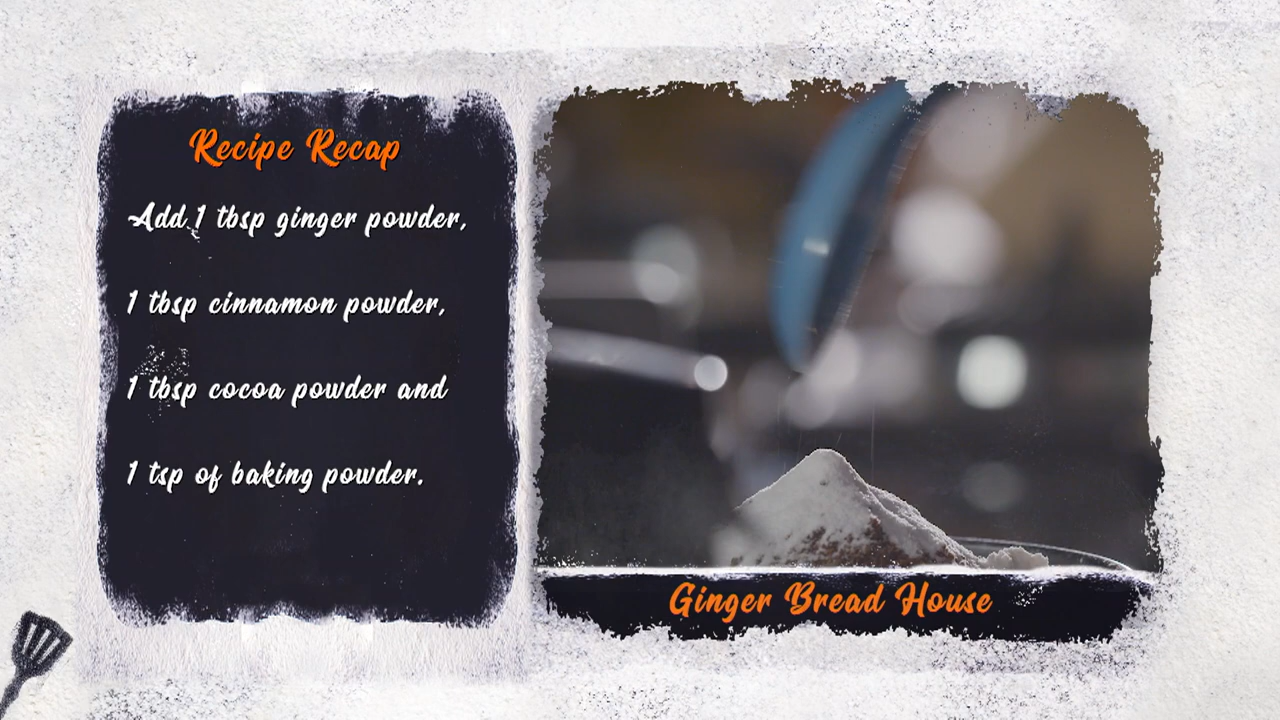 Recipe Recap
Add 1 tbsp ginger powder,
1 tbsp cinnamon powder,
1 tbsp cocoa powder and
1 tsp of baking powder.
Ginger Bread House